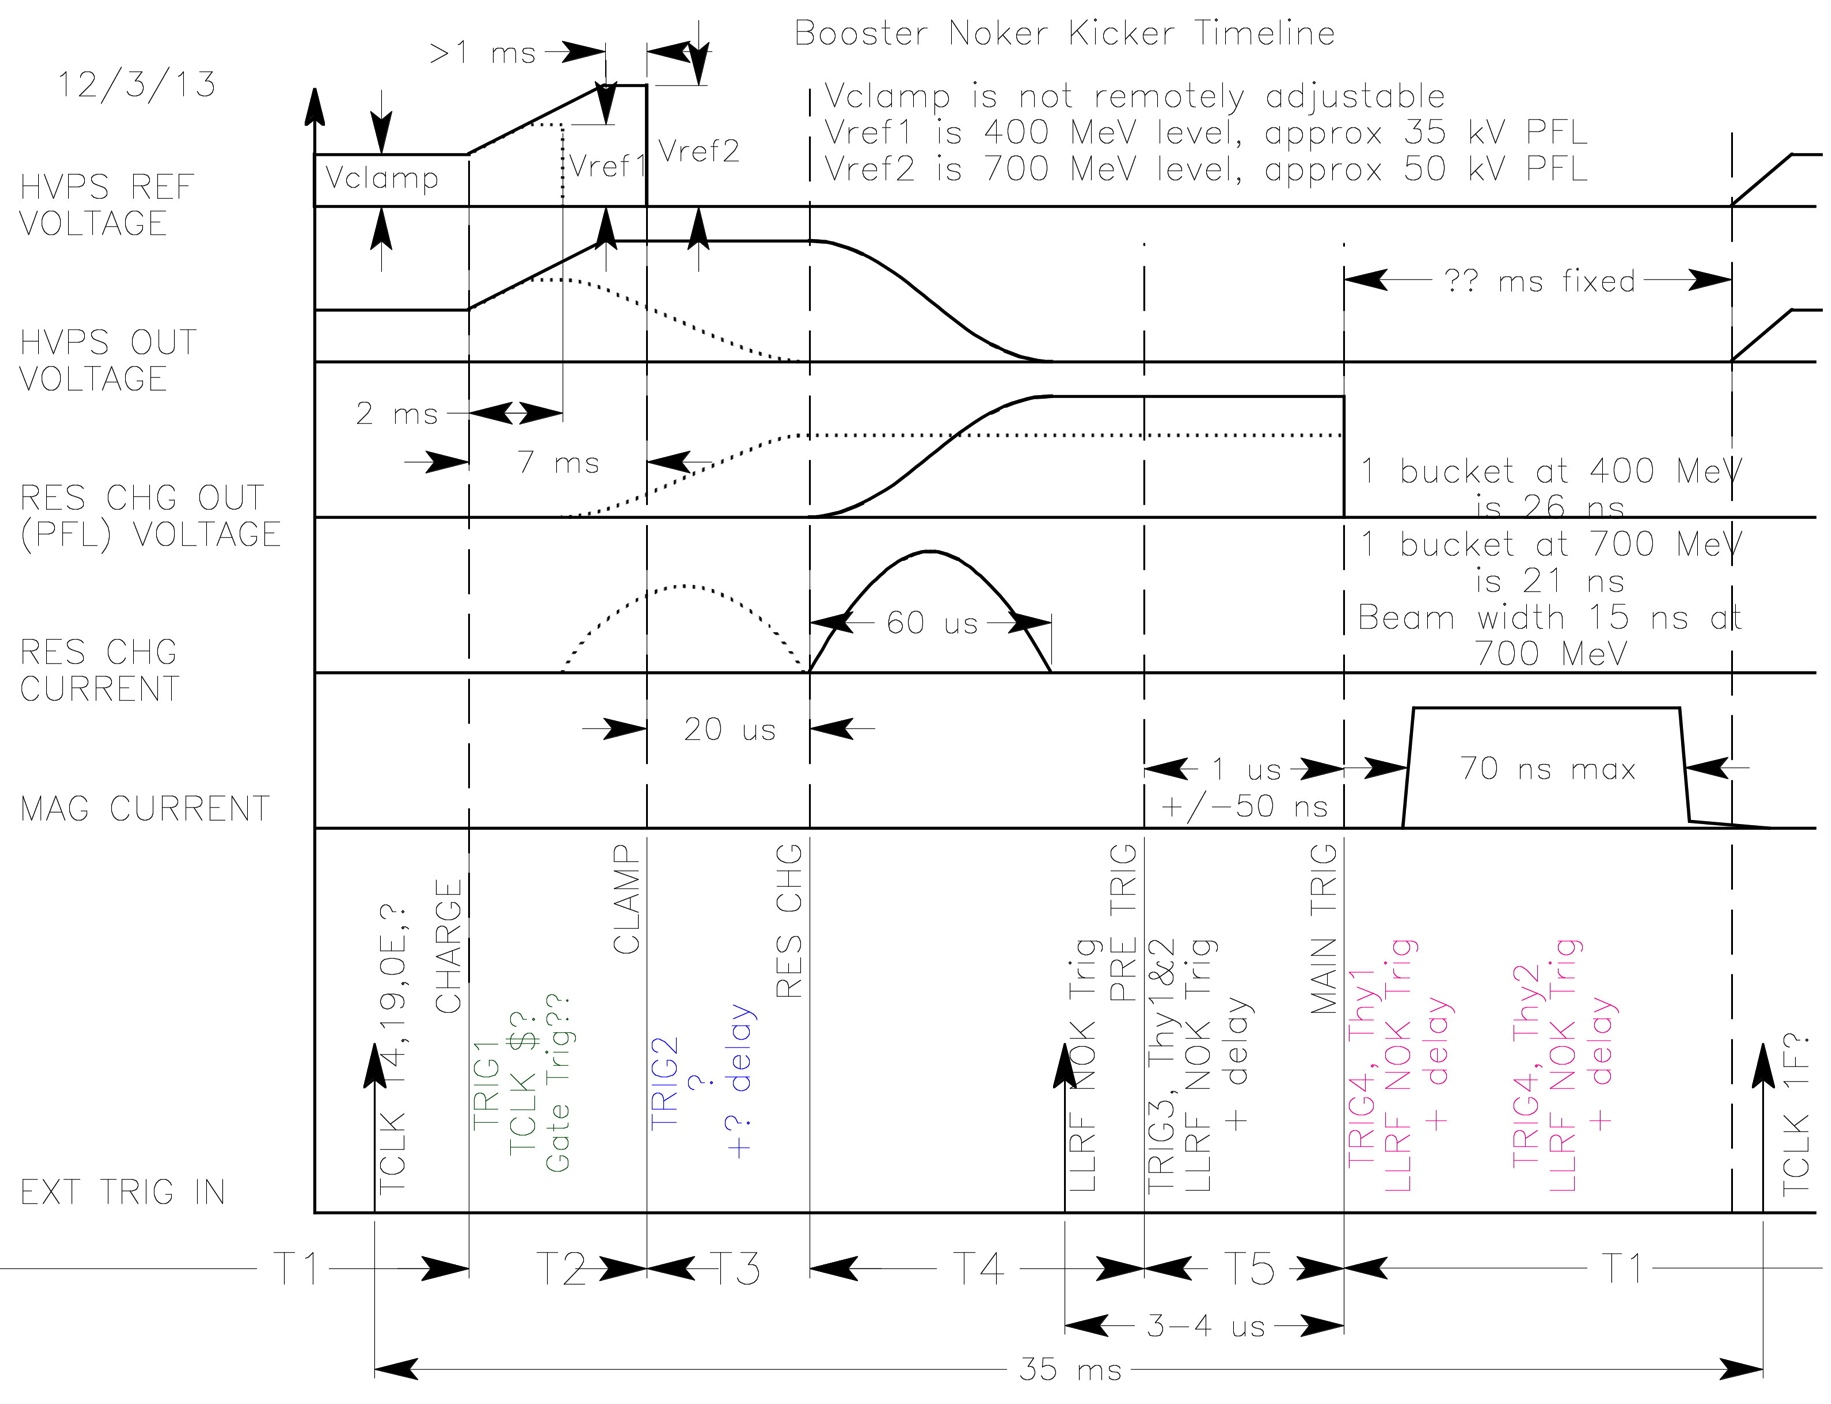 Booster Noker Kicker Timeline
12/3/13
>1 ms
Vclamp is not remotely adjustable
Vref1 is 400 MeV level, approx 35 kV PFL
Vref2 is 700 MeV level, approx 50 kV PFL
HVPS REF
VOLTAGE
Vclamp
Vref1
Vref2
HVPS OUT
VOLTAGE
?? ms fixed
2 ms
7 ms
RES CHG OUT
(PFL) VOLTAGE
1 bucket at 400 MeV
is 26 ns
1 bucket at 700 MeV
is 21 ns
Beam width 15 ns at
700 MeV
RES CHG
CURRENT
60 us
20 us
MAG CURRENT
1 us
+/-50 ns
70 ns max
EXT TRIG IN
TCLK 14,19,0E,?
CHARGE
TRIG1
TCLK $?
Gate Trig??
CLAMP
TRIG2
?
+? delay
RES CHG
LLRF NOK Trig
PRE TRIG
TRIG3, Thy1&2
LLRF NOK Trig
+ delay
MAIN TRIG
TRIG4, Thy1
LLRF NOK Trig
+ delay
TRIG4, Thy2
LLRF NOK Trig
+ delay
TCLK 1F?
T1
T2
T3
T4
T5
T1
3-4 us
35 ms